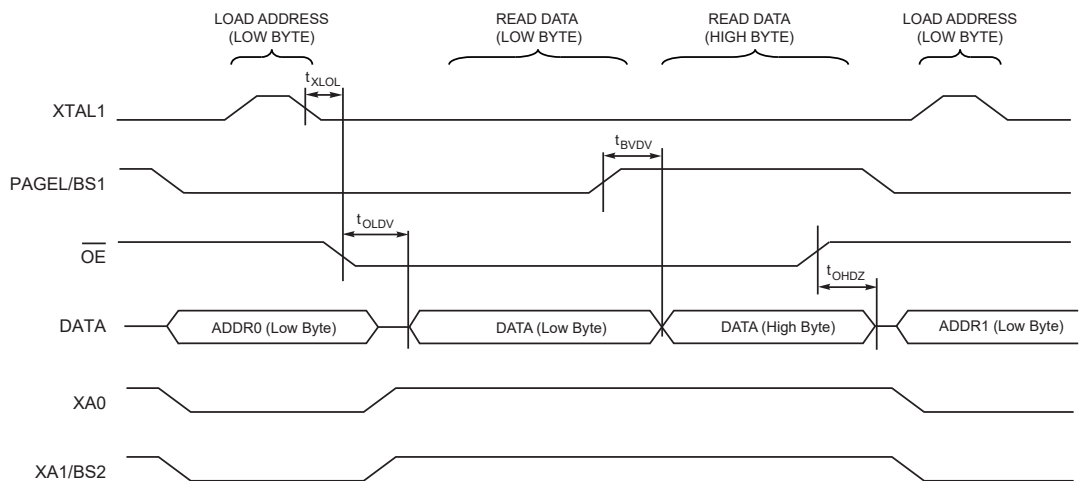 LOAD ADDRESS
(LOW BYTE)
READ DATA
(LOW BYTE)
READ DATA
(HIGH BYTE)
LOAD ADDRESS
(LOW BYTE)
tXLOL
XTAL1
tBVDV
PAGEL/BS1
tOLDV
OE
tOHDZ
DATA
ADDR0 (Low Byte)
DATA (Low Byte)
DATA (High Byte)
ADDR1 (Low Byte)
XA0
XA1/BS2